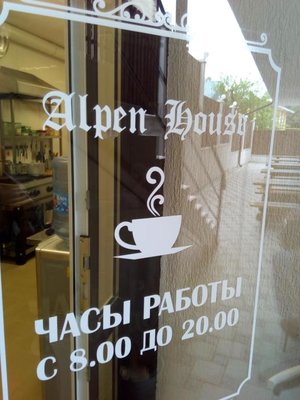 Alpen House
ЧАСЫ РАБОТЫ
С 8.00 ДО 20.00